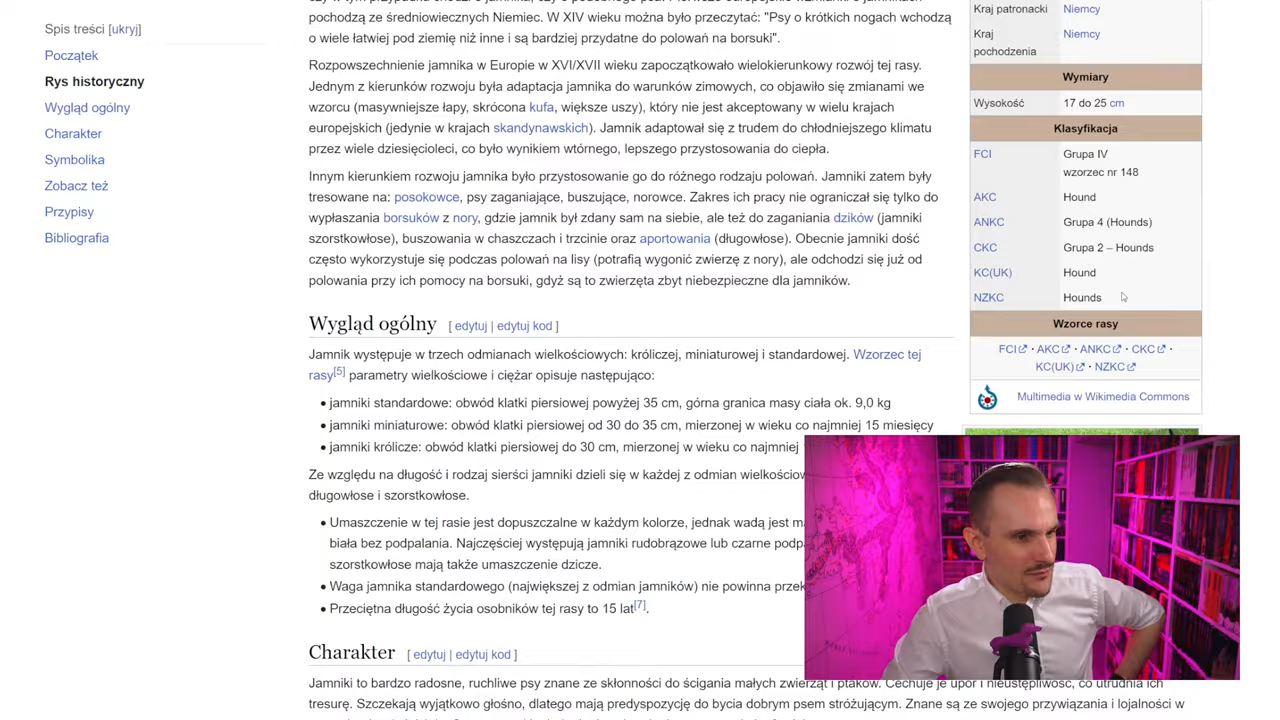 Spis treści [ukryj]
Początek
Rys historyczny
Wygląd ogólny
Charakter
Symbolika
Zobacz też
Przypisy
Bibliografia
pochodzą ze średniowiecznych Niemiec. W XIV wieku można było przeczytać: "Psy o krótkich nogach wchodzą
o wiele łatwiej pod ziemię niż inne i są bardziej przydatne do polowań na borsuki".
Rozpowszechnienie jamnika w Europie w XVI/XVII wieku zapoczątkowało wielokierunkowy rozwój tej rasy.
Jednym z kierunków rozwoju była adaptacja jamnika do warunków zimowych, co objawiło się zmianami we
wzorcu (masywniejsze łapy, skrócona kufa, większe uszy), który nie jest akceptowany w wielu krajach
europejskich (jedynie w krajach skandynawskich). Jamnik adaptował się z trudem do chłodniejszego klimatu
przez wiele dziesięcioleci, co było wynikiem wtórnego, lepszego przystosowania do ciepła.
Innym kierunkiem rozwoju jamnika było przystosowanie go do różnego rodzaju polowań. Jamniki zatem były
tresowane na: posokowce, psy zaganiające, buszujące, norowce. Zakres ich pracy nie ograniczał się tylko do
wypłaszania borsuków z nory, gdzie jamnik był zdany sam na siebie, ale też do zaganiania dzików (jamniki
szorstkowłose), buszowania w chaszczach i trzcinie oraz aportowania (długowłose). Obecnie jamniki dość
często wykorzystuje się podczas polowań na lisy (potrafią wygonić zwierzę z nory), ale odchodzi się już od
polowania przy ich pomocy na borsuki, gdyż są to zwierzęta zbyt niebezpieczne dla jamników.
Wygląd ogólny [ edytuj | edytuj kod ]
Jamnik występuje w trzech odmianach wielkościowych: króliczej, miniaturowej i standardowej. Wzorzec tej
rasy[5] parametry wielkościowe i ciężar opisuje następująco:
• jamniki standardowe: obwód klatki piersiowej powyżej 35 cm, górna granica masy ciała ok. 9,0 kg
• jamniki miniaturowe: obwód klatki piersiowej od 30 do 35 cm, mierzonej w wieku co najmniej 15 miesięcy
• jamniki królicze: obwód klatki piersiowej do 30 cm, mierzonej w wieku co najmniej
Ze względu na długość i rodzaj sierści jamniki dzieli się w każdej z odmian wielkościow
długowłose i szorstkowłose.
• Umaszczenie w tej rasie jest dopuszczalne w każdym kolorze, jednak wadą jest ma
biała bez podpalania. Najczęściej występują jamniki rudobrązowe lub czarne podpa
szorstkowłose mają także umaszczenie dzicze.
• Waga jamnika standardowego (największej z odmian jamników) nie powinna przek
• Przeciętna długość życia osobników tej rasy to 15 lat[7].
Charakter [ edytuj | edytuj kod ]
Jamniki to bardzo radosne, ruchliwe psy znane ze skłonności do ścigania małych zwierząt i ptaków. Cechuje je upór i nieustępliwość, co utrudnia ich
tresurę. Szczekają wyjątkowo głośno, dlatego mają predyspozycję do bycia dobrym psem stróżującym. Znane są ze swojego przywiązania i lojalności w
Kraj patronacki Niemcy
Kraj
pochodzenia Niemcy
Wymiary
Wysokość 17 do 25 cm
Klasyfikacja
FCI Grupa IV
wzorzec nr 148
AKC Hound
ANKC Grupa 4 (Hounds)
CKC Grupa 2 – Hounds
KC(UK) Hound
NZKC Hounds
Wzorce rasy
FCI · AKC · ANKC · CKC ·
KC(UK) · NZKC
Multimedia w Wikimedia Commons